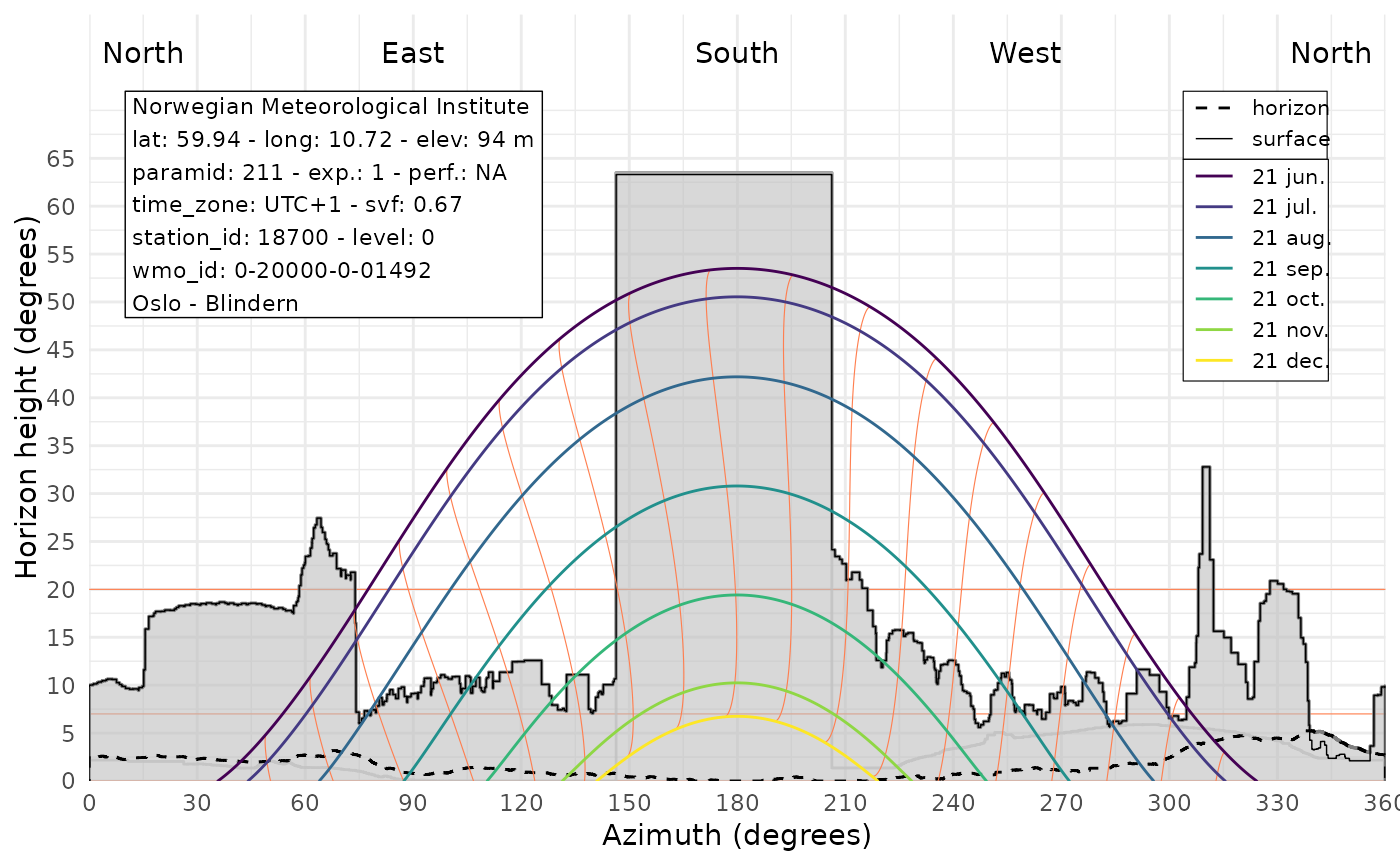 North East South West North
Norwegian Meteorological Institute
lat: 59.94 - long: 10.72 - elev: 94 m
paramid: 211 - exp.: 1 - perf.: NA
time_zone: UTC+1 - svf: 0.67
station_id: 18700 - level: 0
wmo_id: 0-20000-0-01492
Oslo - Blindern
horizon
surface
21 jun.
21 jul.
21 aug.
21 sep.
21 oct.
21 nov.
21 dec.
Horizon height (degrees)
65
60
55
50
45
40
35
30
25
20
15
10
5
0
0 30 60 90 120 150 180 210 240 270 300 330 360
Azimuth (degrees)